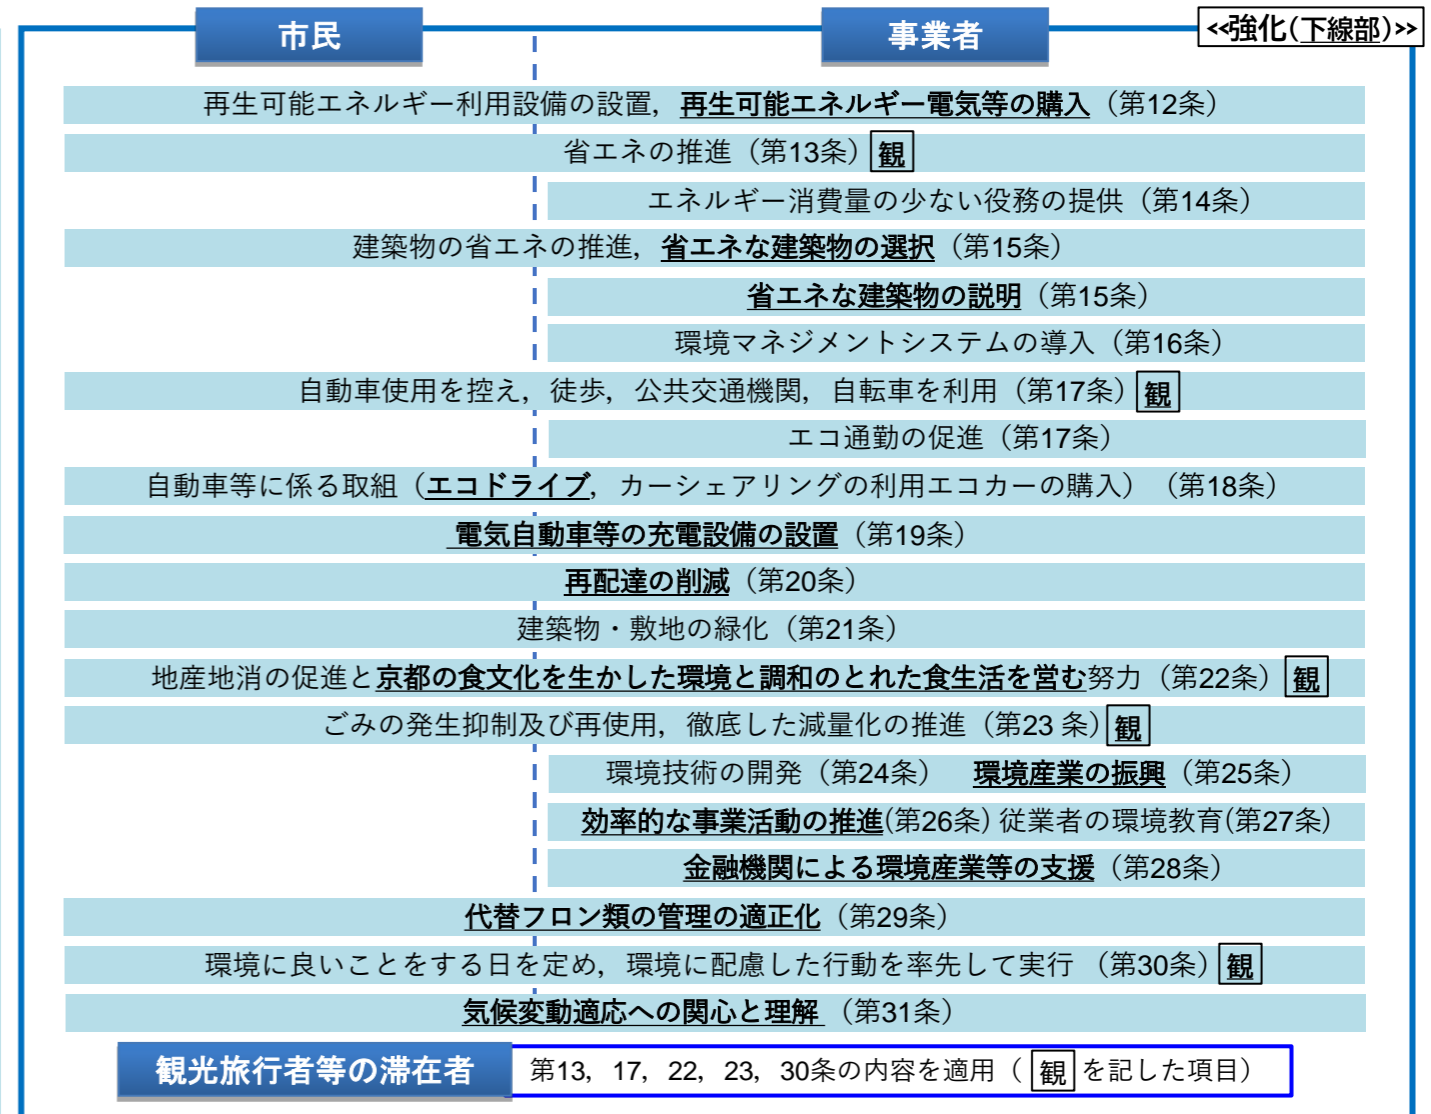 市民
事業者
<<強化(下線部)>>
再生可能エネルギー利用設備の設置，再生可能エネルギー電気等の購入（第12条）
省エネの推進（第13条） 観
エネルギー消費量の少ない役務の提供（第14条）
建築物の省エネの推進，省エネな建築物の選択（第15条）
省エネな建築物の説明（第15条）
環境マネジメントシステムの導入（第16条）
自動車使用を控え，徒歩，公共交通機関，自転車を利用（第17条） 観
エコ通勤の促進（第17条）
自動車等に係る取組（エコドライブ，カーシェアリングの利用エコカーの購入）（第18条）
電気自動車等の充電設備の設置（第19条）
再配達の削減（第20条）
建築物・敷地の緑化（第21条）
地産地消の促進と京都の食文化を生かした環境と調和のとれた食生活を営む努力（第22条） 観
ごみの発生抑制及び再使用，徹底した減量化の推進（第23 条） 観
環境技術の開発（第24条）　環境産業の振興（第25条）
効率的な事業活動の推進(第26条) 従業者の環境教育(第27条)
金融機関による環境産業等の支援（第28条）
代替フロン類の管理の適正化（第29条）
環境に良いことをする日を定め，環境に配慮した行動を率先して実行 （第30条） 観
気候変動適応への関心と理解 （第31条）
観光旅行者等の滞在者
第13，17，22，23，30条の内容を適用（ 観 を記した項目）